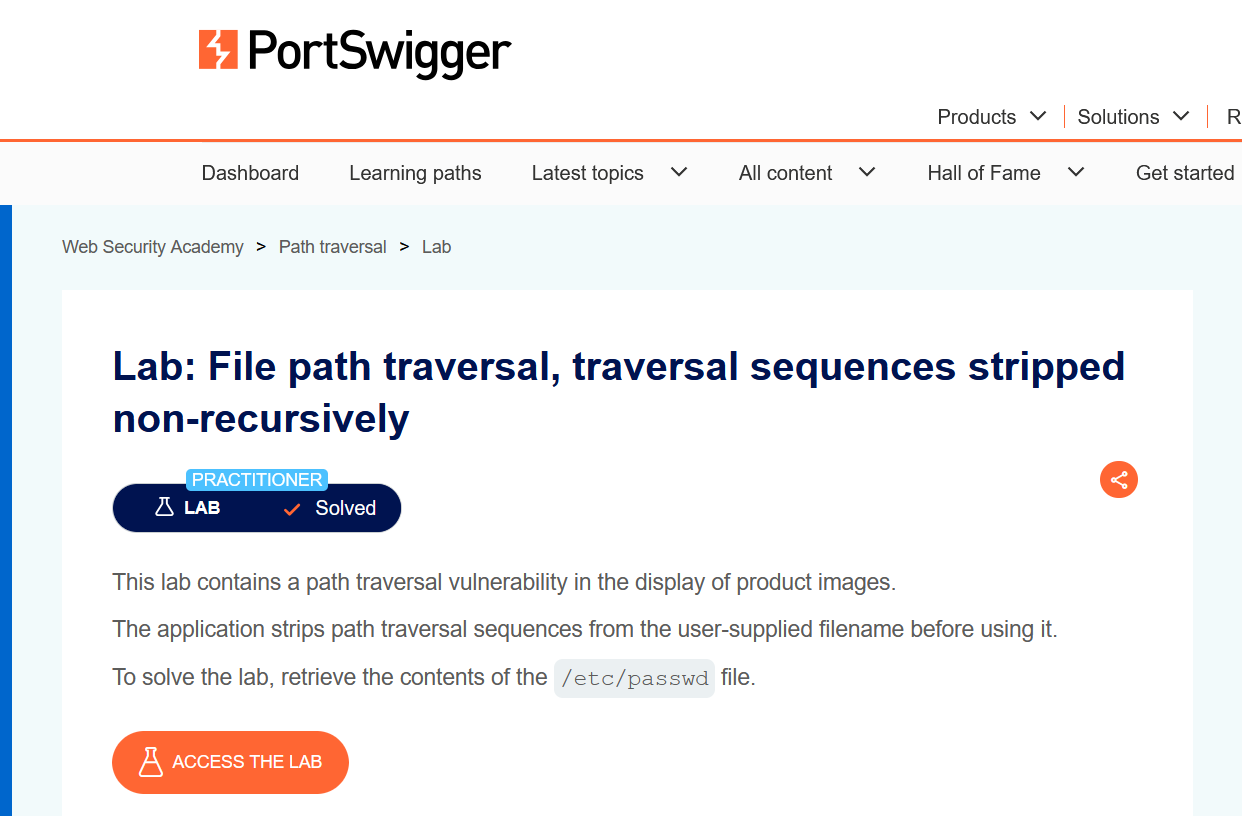 PortSwigger
Products
Solutions
R
Dashboard
Learning paths
Latest topics
All content
Hall of Fame
Get started
Web Security Academy > Path traversal > Lab
Lab: File path traversal, traversal sequences stripped
non-recursively
PRACTITIONER
LAB
Solved
This lab contains a path traversal vulnerability in the display of product images.
The application strips path traversal sequences from the user-supplied filename before using it.
To solve the lab, retrieve the contents of the /etc/passwd file.
ACCESS THE LAB